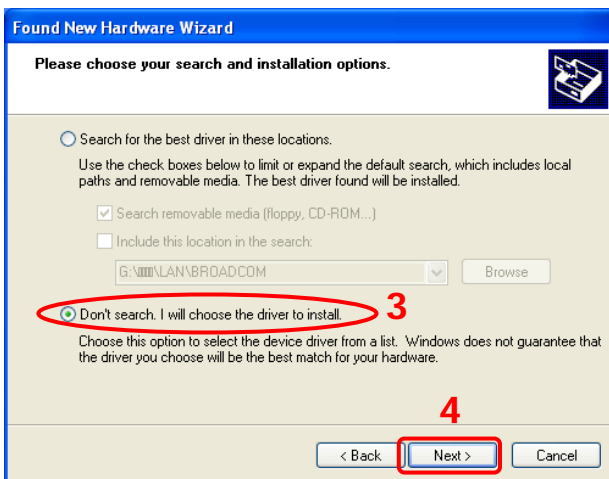 Found New Hardware Wizard
Please choose your search and installation options.
Search for the best driver in these locations.
Use the check boxes below to limit or expand the default search, which includes local
paths and removable media. The best driver found will be installed.
Search removable media (floppy, CD-ROM...)
Include this location in the search:
\LAN\BROADCOM
Browse
Don't search. I will choose the driver to install.
3
Choose this option to select the device driver from a list. Windows does not guarantee that
the driver you choose will be the best match for your hardware.
4
< Back
Next >
Cancel